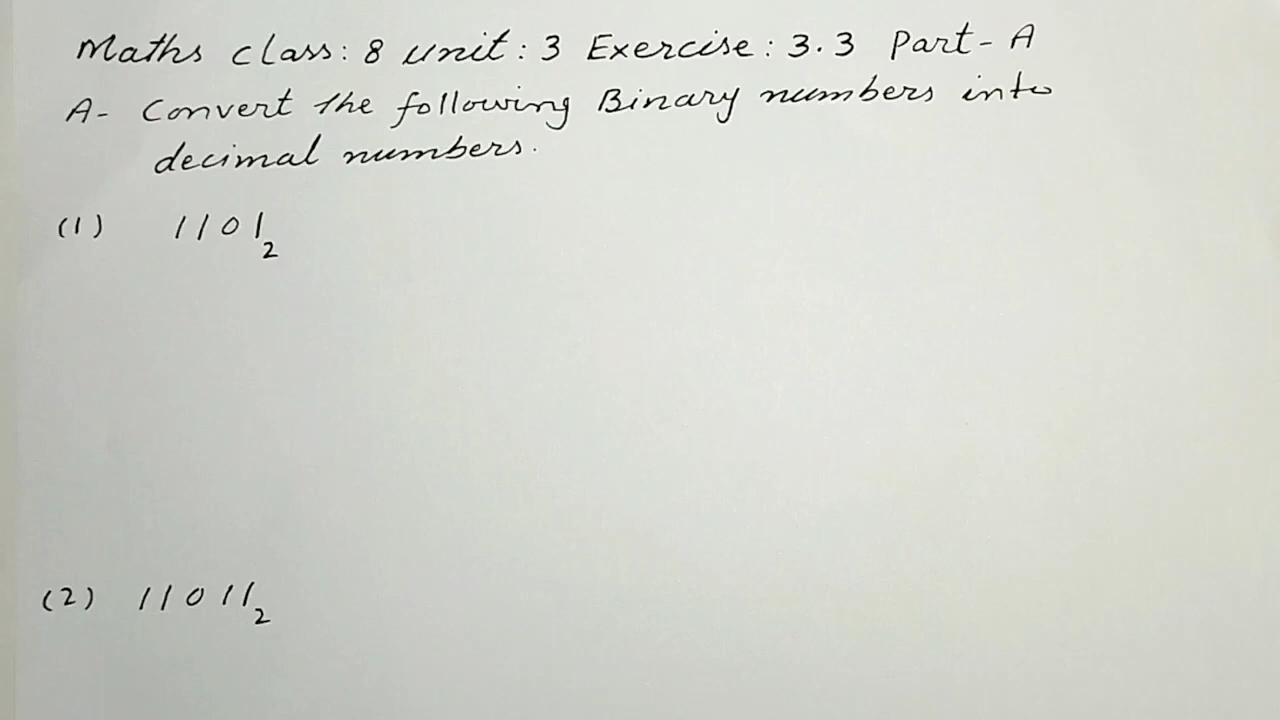 Maths class: 8 unit: 3 Exercise: 3.3 Part-A
A- Convert the following Binary numbers into
decimal numbers.
(1) 1101₂
(2) 11011₂